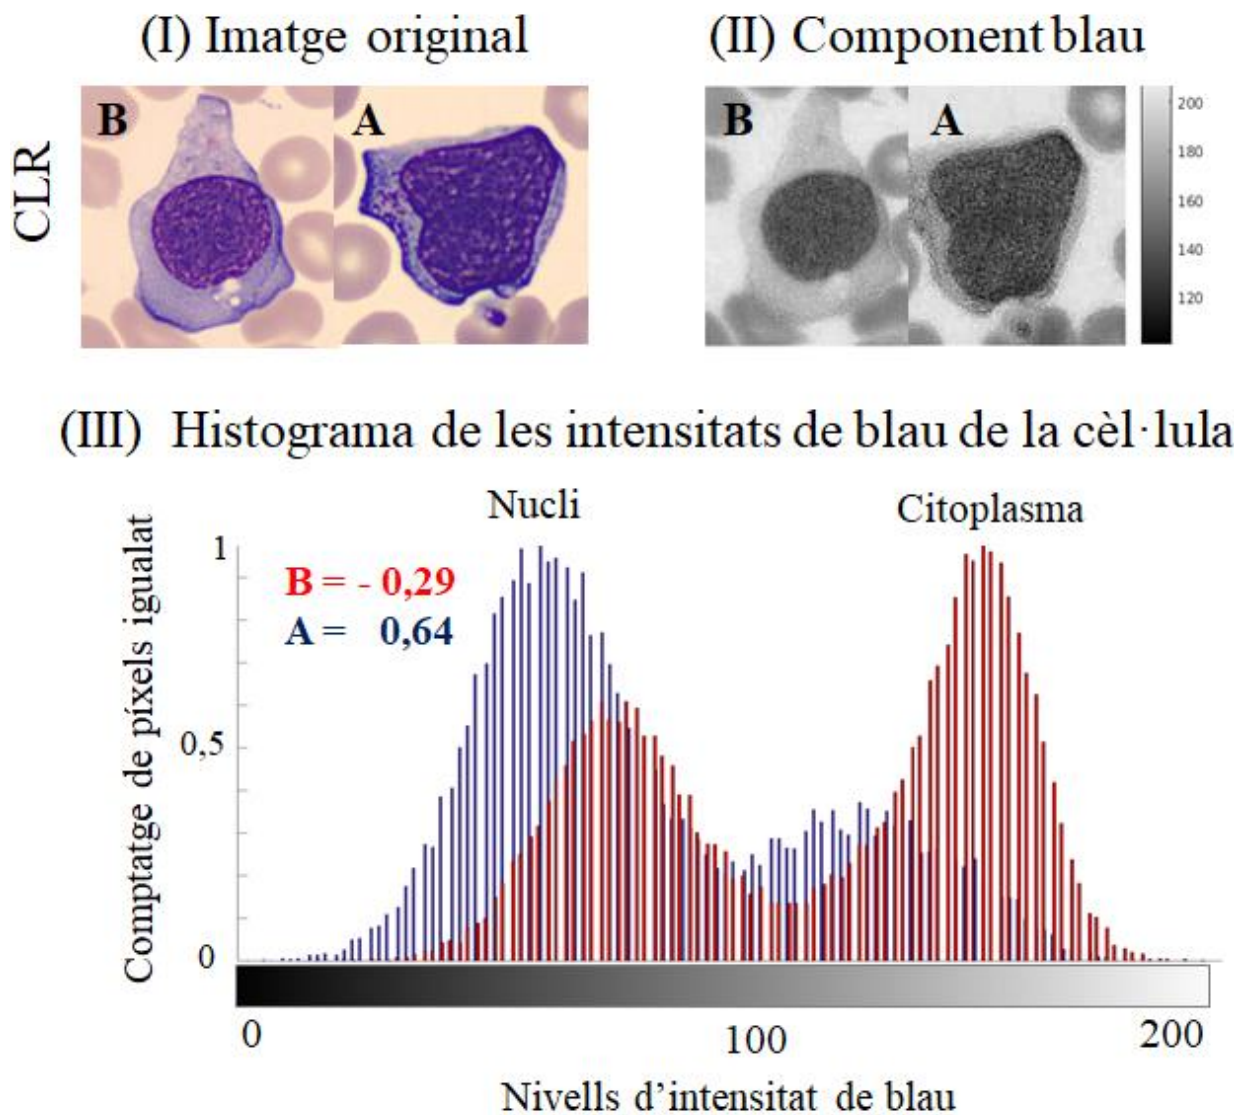 (I) Imatge original
(II) Component blau
CLR
B
A
B
A
200
180
160
140
120
(III) Histograma de les intensitats de blau de la cèl·lula
Nucli
Citoplasma
Comptatge de píxels igualat
1
0,5
0
B = - 0,29
A = 0,64
0
100
200
Nivells d’intensitat de blau